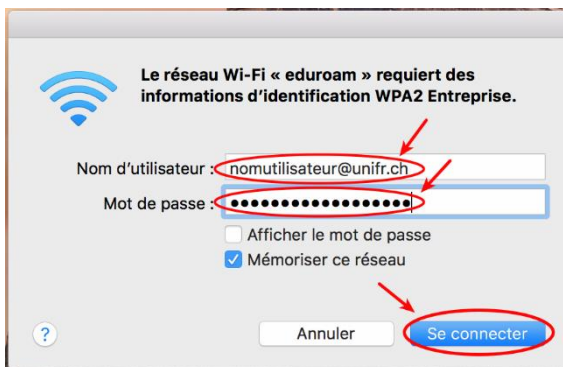 Le réseau Wi-Fi « eduroam » requiert des
informations d'identification WPA2 Entreprise.
Nom d'utilisateur : nomutilisateur@unifr.ch
Mot de passe : ••••••••••••••••••
Afficher le mot de passe
Mémoriser ce réseau
? Annuler Se connecter